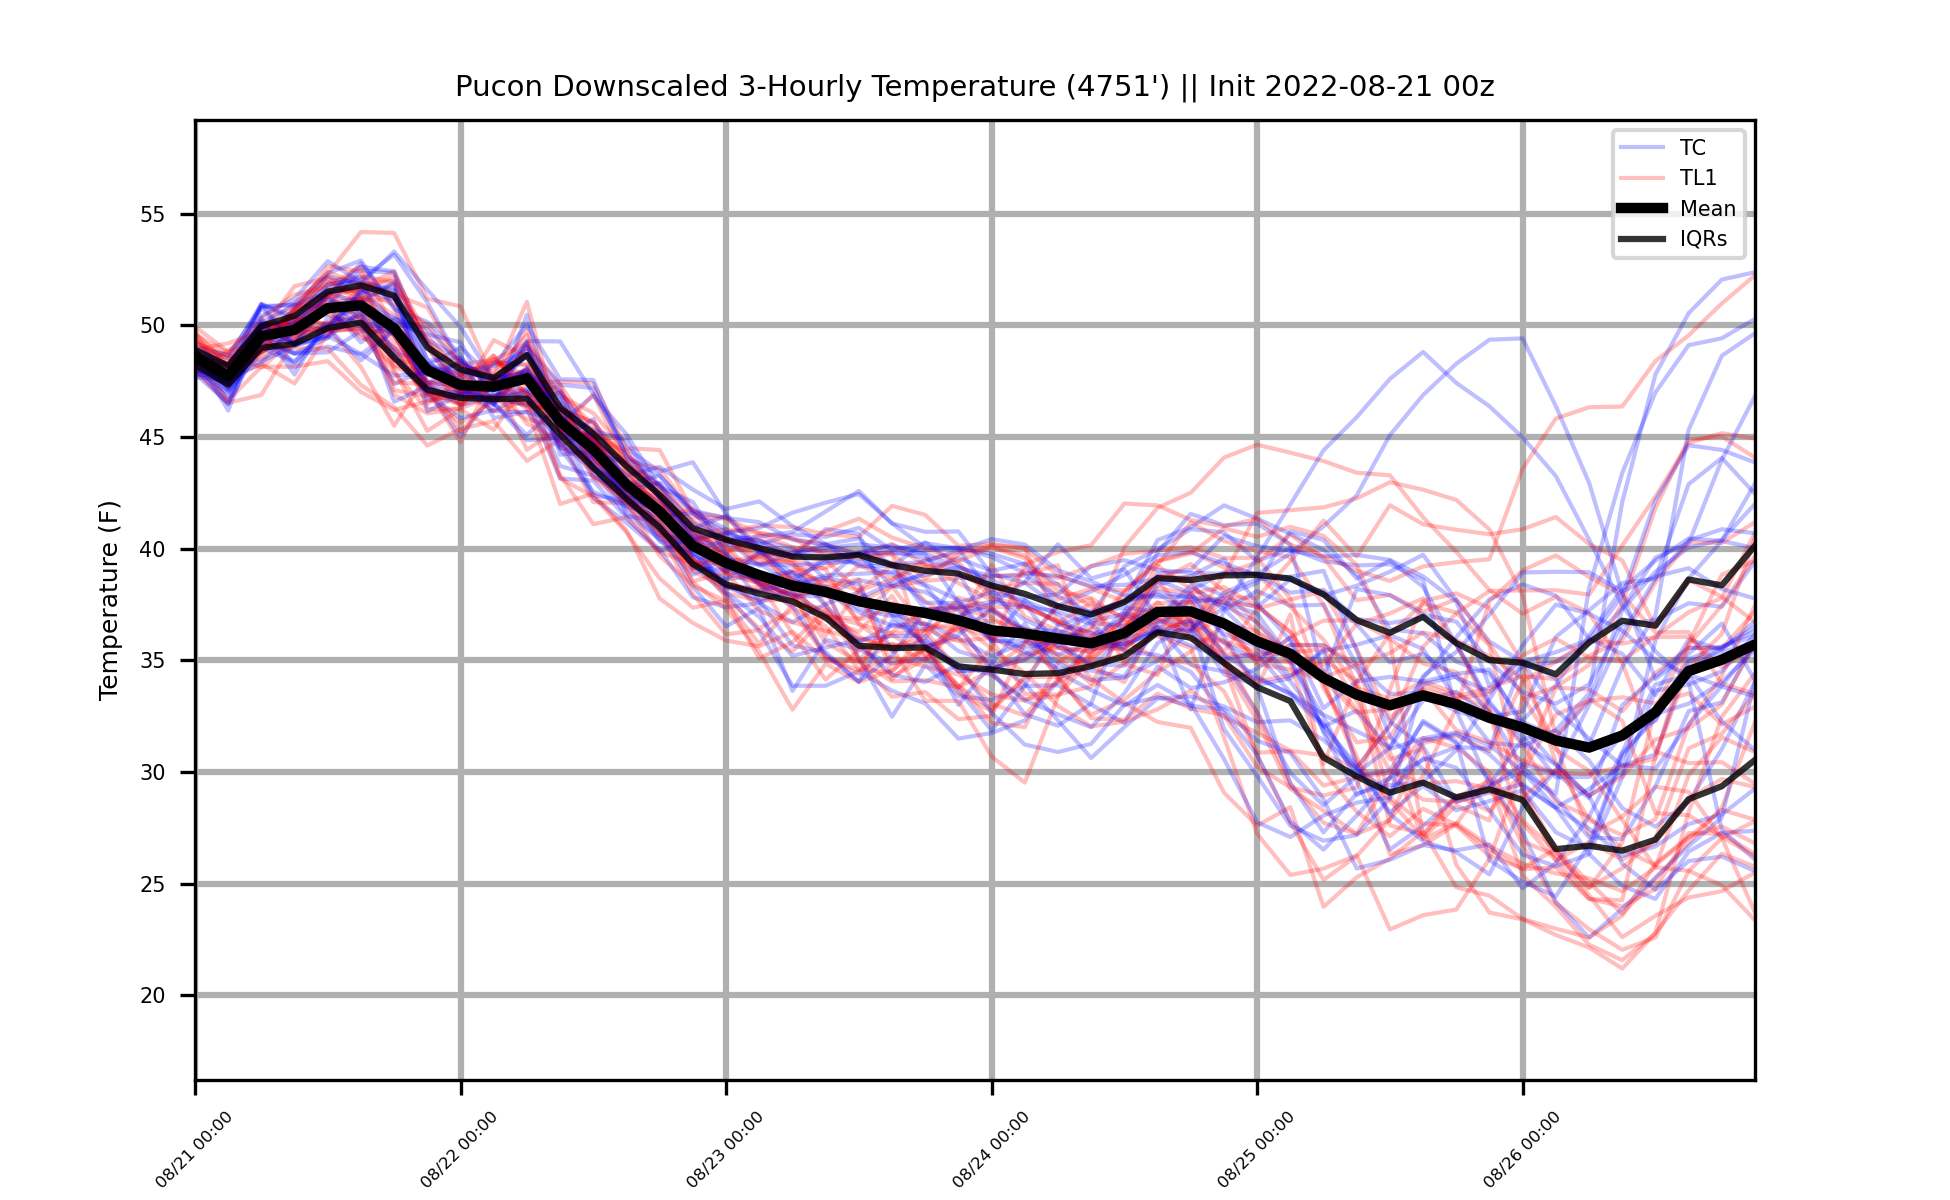 Pucon Downscaled 3-Hourly Temperature (4751') || Init 2022-08-21 00z
TC
TL1
Mean
IQRs
Temperature (F)
55
50
45
40
35
30
25
20
08/21 00:00
08/22 00:00
08/23 00:00
08/24 00:00
08/25 00:00
08/26 00:00